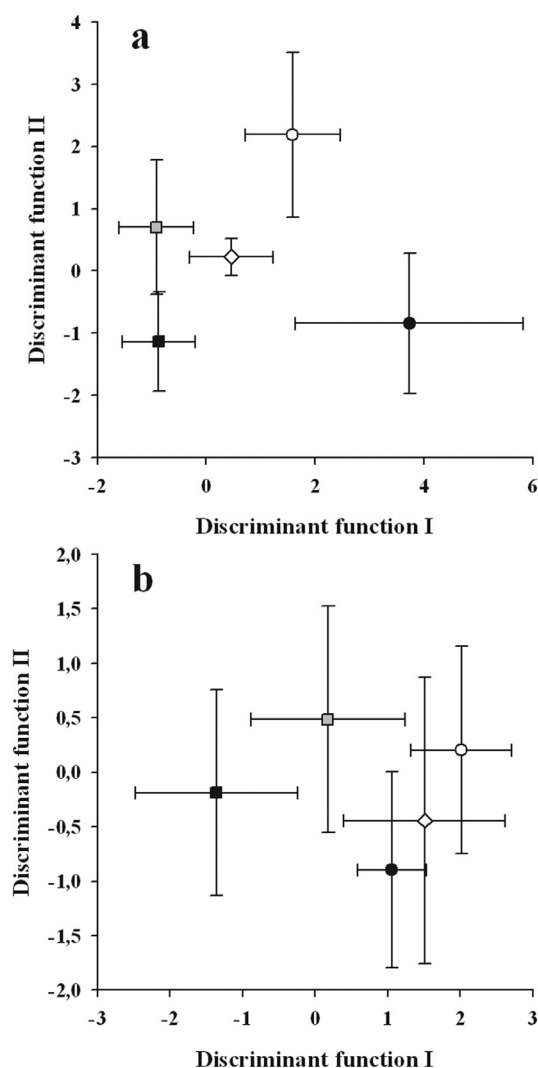 a
4
3
2
1
0
-1
-2
-3
Discriminant function II
-2 0 2 4 6
Discriminant function I
b
2,0
1,5
1,0
0,5
0,0
-0,5
-1,0
-1,5
-2,0
Discriminant function II
-3 -2 -1 0 1 2 3
Discriminant function I